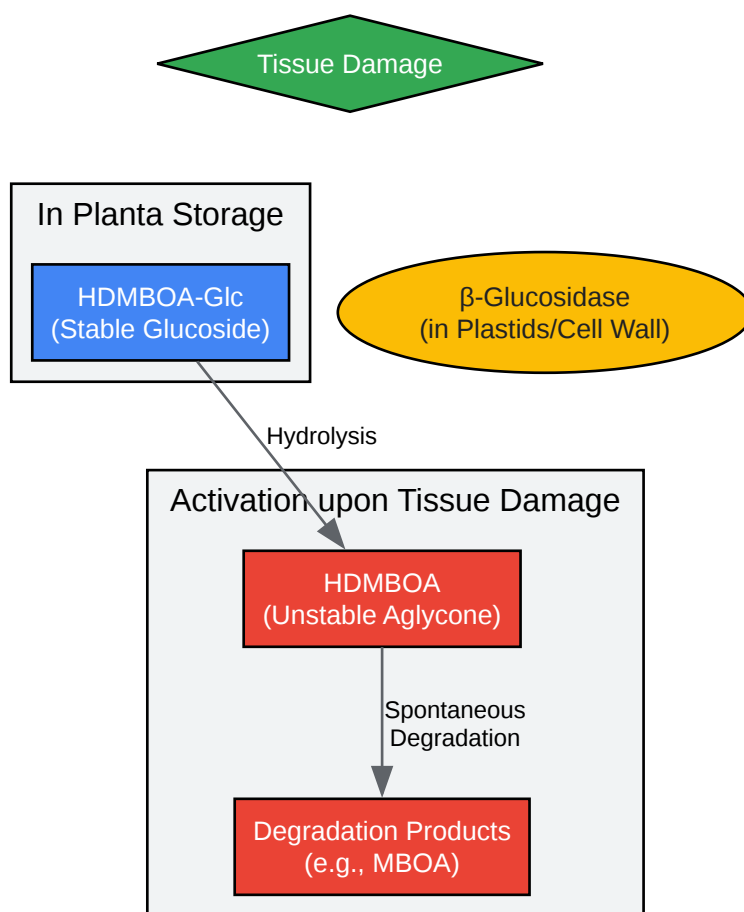 Tissue Damage
In Planta Storage
HDMBOA-Glc
(Stable Glucoside)
β-Glucosidase
(in Plastids/Cell Wall)
Hydrolysis
Activation upon Tissue Damage
HDMBOA
(Unstable Aglycone)
Spontaneous
Degradation
Degradation Products
(e.g., MBOA)